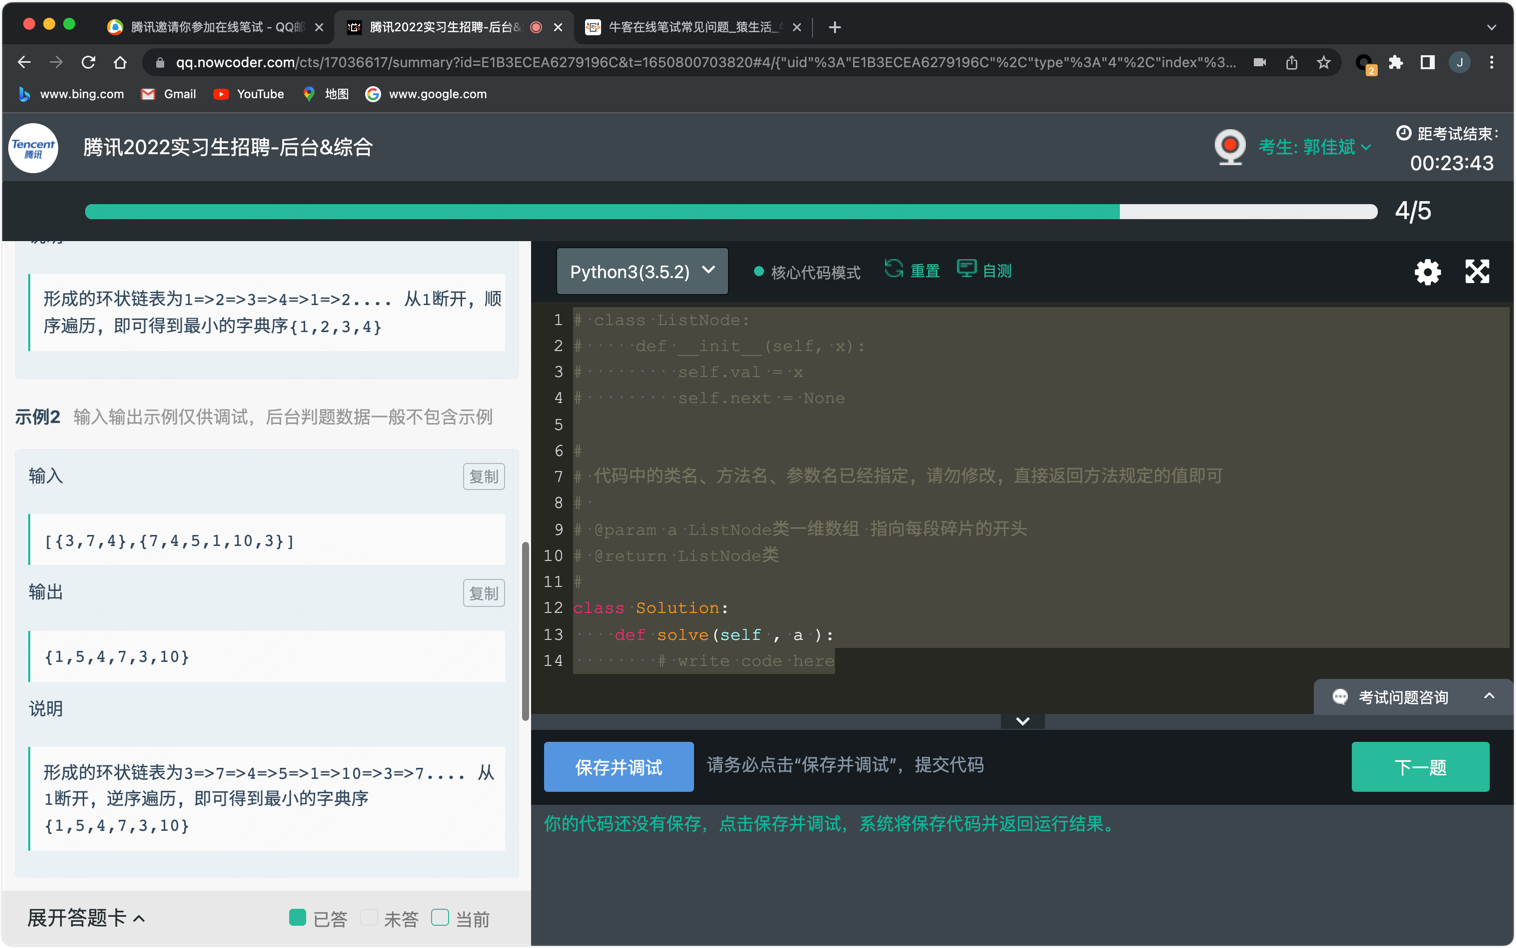 腾讯邀请你参加在线笔试 - QQ邮
腾讯2022实习生招聘-后台&
牛客在线笔试常见问题_猿生活_
qq.nowcoder.com/cts/17036617/summary?id=E1B3ECEA6279196C&t=1650800703820#4/{"uid"%3A"E1B3ECEA6279196C"%2C"type"%3A"4"%2C"index"%3...
2
J
www.bing.com
Gmail
YouTube
地图
www.google.com
Tencent
腾讯
腾讯2022实习生招聘-后台&综合
考生: 郭佳斌
距考试结束:
00:23:43
4/5
形成的环状链表为1=>2=>3=>4=>1=>2.... 从1断开，顺
序遍历，即可得到最小的字典序{1,2,3,4}
示例2 输入输出示例仅供调试，后台判题数据一般不包含示例
输入
复制
[{3,7,4},{7,4,5,1,10,3}]
输出
复制
{1,5,4,7,3,10}
说明
形成的环状链表为3=>7=>4=>5=>1=>10=>3=>7.... 从
1断开，逆序遍历，即可得到最小的字典序
{1,5,4,7,3,10}
展开答题卡
已答
未答
当前
Python3(3.5.2)
核心代码模式
重置
自测
1 # class ListNode:
2 #     def __init__(self, x):
3 #         self.val = x
4 #         self.next = None
5
6 #
7 # 代码中的类名、方法名、参数名已经指定，请勿修改，直接返回方法规定的值即可
8 #
9 # @param a ListNode类一维数组 指向每段碎片的开头
10 # @return ListNode类
11 #
12 class Solution:
13     def solve(self , a ):
14         # write code here
考试问题咨询
保存并调试
请务必点击“保存并调试”，提交代码
下一题
你的代码还没有保存，点击保存并调试，系统将保存代码并返回运行结果。